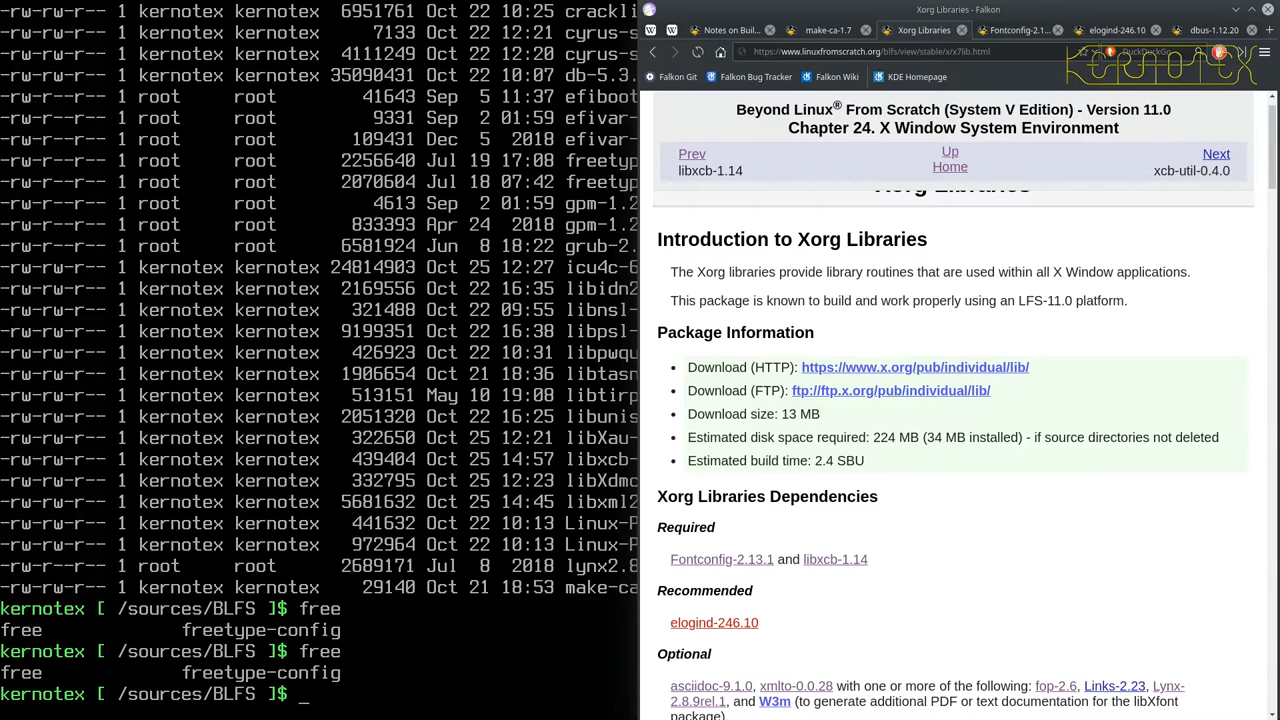 -rw-rw-r-- 1 kernotex kernotex 6951761 Oct 22 10:25 crackli
-rw-rw-r-- 1 kernotex kernotex 7133 Oct 22 12:21 cyrus-s
-rw-rw-r-- 1 kernotex kernotex 4111249 Oct 22 12:20 cyrus-s
-rw-rw-r-- 1 kernotex kernotex 35090431 Oct 22 10:07 db-5.3.
-rw-rw-r-- 1 root root 41643 Sep 5 11:37 efiboot
-rw-rw-r-- 1 root root 9331 Sep 2 01:59 efivar-
-rw-rw-r-- 1 root root 109431 Dec 5 2018 efivar-
-rw-rw-r-- 1 root root 2256640 Jul 19 17:08 freetyp
-rw-rw-r-- 1 root root 2070604 Jul 18 07:42 freetyp
-rw-rw-r-- 1 root root 4613 Sep 2 01:59 gpm-1.2
-rw-rw-r-- 1 root root 833393 Apr 24 2018 gpm-1.2
-rw-rw-r-- 1 root root 6581924 Jun 8 18:22 grub-2.
-rw-rw-r-- 1 kernotex kernotex 24814903 Oct 25 12:27 icu4c-6
-rw-rw-r-- 1 kernotex kernotex 2169556 Oct 22 16:35 libidn2
-rw-rw-r-- 1 kernotex kernotex 321488 Oct 22 09:55 libnsl-
-rw-rw-r-- 1 kernotex kernotex 9199351 Oct 22 16:38 libpsl-
-rw-rw-r-- 1 kernotex kernotex 426923 Oct 22 10:31 libpwqu
-rw-rw-r-- 1 kernotex kernotex 1906654 Oct 21 18:36 libtasn
-rw-rw-r-- 1 kernotex kernotex 513151 May 10 19:08 libtirp
-rw-rw-r-- 1 kernotex kernotex 2051320 Oct 22 16:25 libunis
-rw-rw-r-- 1 kernotex kernotex 322650 Oct 25 12:21 libXau-
-rw-rw-r-- 1 kernotex kernotex 439404 Oct 25 14:57 libxcb-
-rw-rw-r-- 1 kernotex kernotex 332795 Oct 25 12:23 libXdmc
-rw-rw-r-- 1 kernotex kernotex 5681632 Oct 25 14:45 libxml2
-rw-rw-r-- 1 kernotex kernotex 441632 Oct 22 10:13 Linux-P
-rw-rw-r-- 1 kernotex kernotex 972964 Oct 22 10:13 Linux-P
-rw-rw-r-- 1 root root 2689171 Jul 8 2018 lynx2.8
-rw-rw-r-- 1 kernotex kernotex 29140 Oct 21 18:53 make-ca
kernotex [ /sources/BLFS ]$ free
free freetype-config
kernotex [ /sources/BLFS ]$ free
free freetype-config
kernotex [ /sources/BLFS ]$ _
Xorg Libraries - Falkon
Notes on Buil... make-ca-1.7 Xorg Libraries Fontconfig-2.1... elogind-246.10 dbus-1.12.20
https://www.linuxfromscratch.org/blfs/view/stable/x/x7lib.html DuckDuckGo
KERNOTEX
Falkon Git Falkon Bug Tracker Falkon Wiki KDE Homepage
Beyond Linux® From Scratch (System V Edition) - Version 11.0
Chapter 24. X Window System Environment
Prev Up Next
libxcb-1.14 Home xcb-util-0.4.0
Xorg Libraries
Introduction to Xorg Libraries
The Xorg libraries provide library routines that are used within all X Window applications.
This package is known to build and work properly using an LFS-11.0 platform.
Package Information
• Download (HTTP): https://www.x.org/pub/individual/lib/
• Download (FTP): ftp://ftp.x.org/pub/individual/lib/
• Download size: 13 MB
• Estimated disk space required: 224 MB (34 MB installed) - if source directories not deleted
• Estimated build time: 2.4 SBU
Xorg Libraries Dependencies
Required
Fontconfig-2.13.1 and libxcb-1.14
Recommended
elogind-246.10
Optional
asciidoc-9.1.0, xmlto-0.0.28 with one or more of the following: fop-2.6, Links-2.23, Lynx-
2.8.9rel.1, and W3m (to generate additional PDF or text documentation for the libXfont
package).